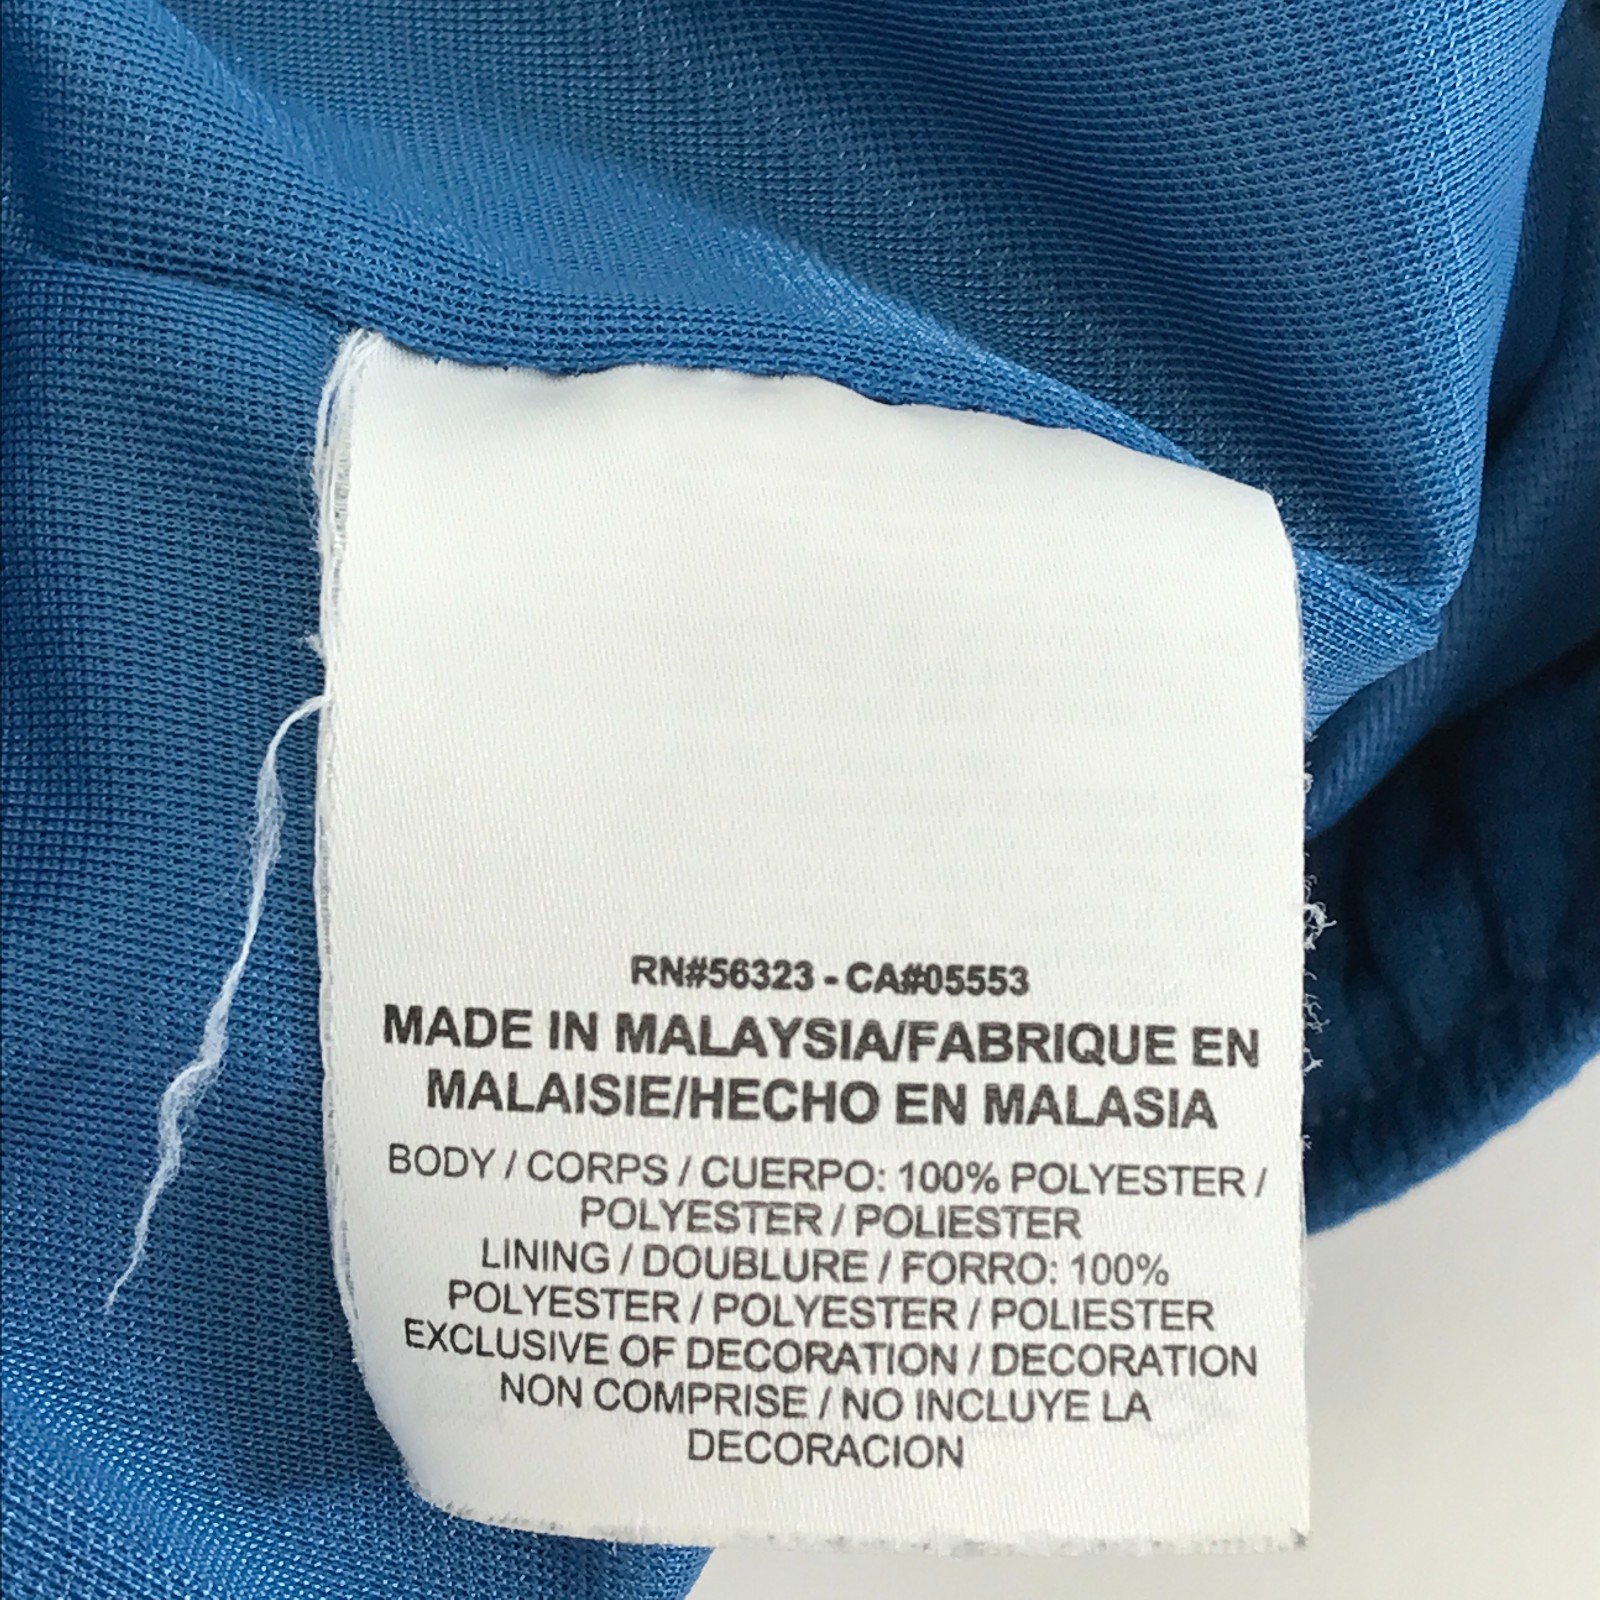 RN#56323 - CA#05553
MADE IN MALAYSIA/FABRIQUE EN
MALAISIE/HECHO EN MALASIA
BODY / CORPS / CUERPO: 100% POLYESTER /
POLYESTER / POLIESTER
LINING / DOUBLURE / FORRO: 100%
POLYESTER / POLYESTER / POLIESTER
EXCLUSIVE OF DECORATION / DECORATION
NON COMPRISE / NO INCLUYE LA
DECORACION